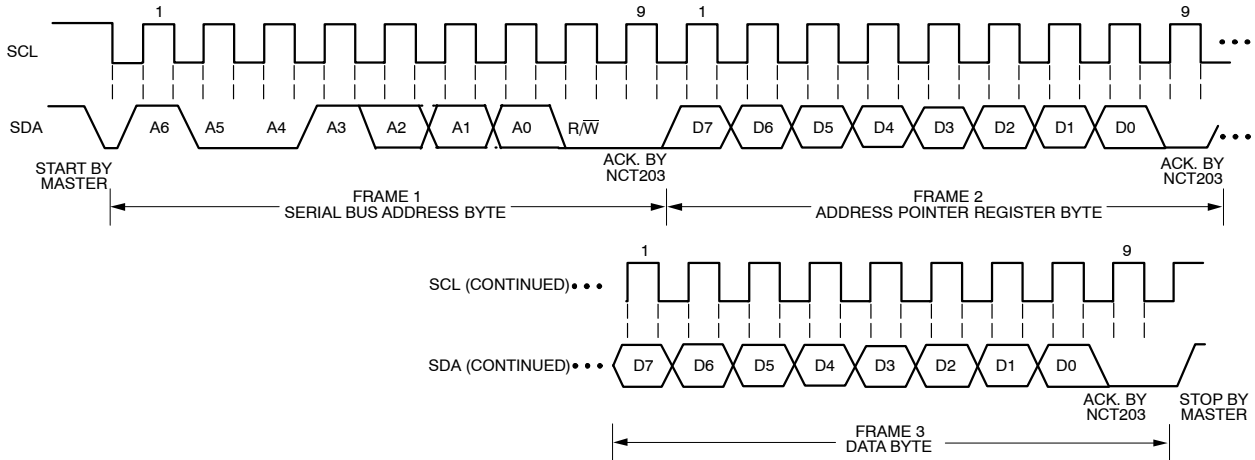 1 9 1 9
SCL
SDA A6 A5 A4 A3 A2 A1 A0 R/W̅ D7 D6 D5 D4 D3 D2 D1 D0
START BY
MASTER
ACK. BY
NCT203
ACK. BY
NCT203
FRAME 1
SERIAL BUS ADDRESS BYTE
FRAME 2
ADDRESS POINTER REGISTER BYTE
1 9
SCL (CONTINUED)
SDA (CONTINUED) D7 D6 D5 D4 D3 D2 D1 D0
ACK. BY
NCT203
STOP BY
MASTER
FRAME 3
DATA BYTE